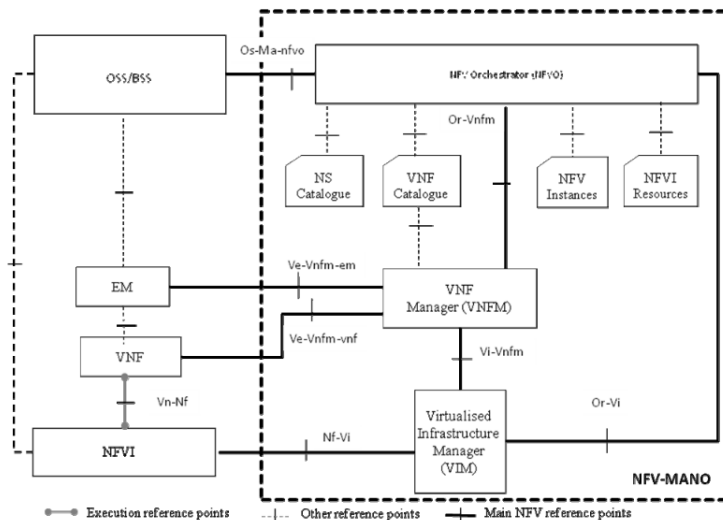 Os-Ma-nfvo
OSS/BSS
NFV Orchestrator (NFVO)
Or-Vnfm
NS
Catalogue
VNF
Catalogue
NFV
Instances
NFVI
Resources
Ve-Vnfm-em
EM
VNF
Manager (VNFM)
VNF
Ve-Vnfm-vnf
Vi-Vnfm
Vn-Nf
Virtualised
Infrastructure
Manager
(VIM)
Or-Vi
Nf-Vi
NFVI
NFV-MANO
Execution reference points
Other reference points
Main NFV reference points